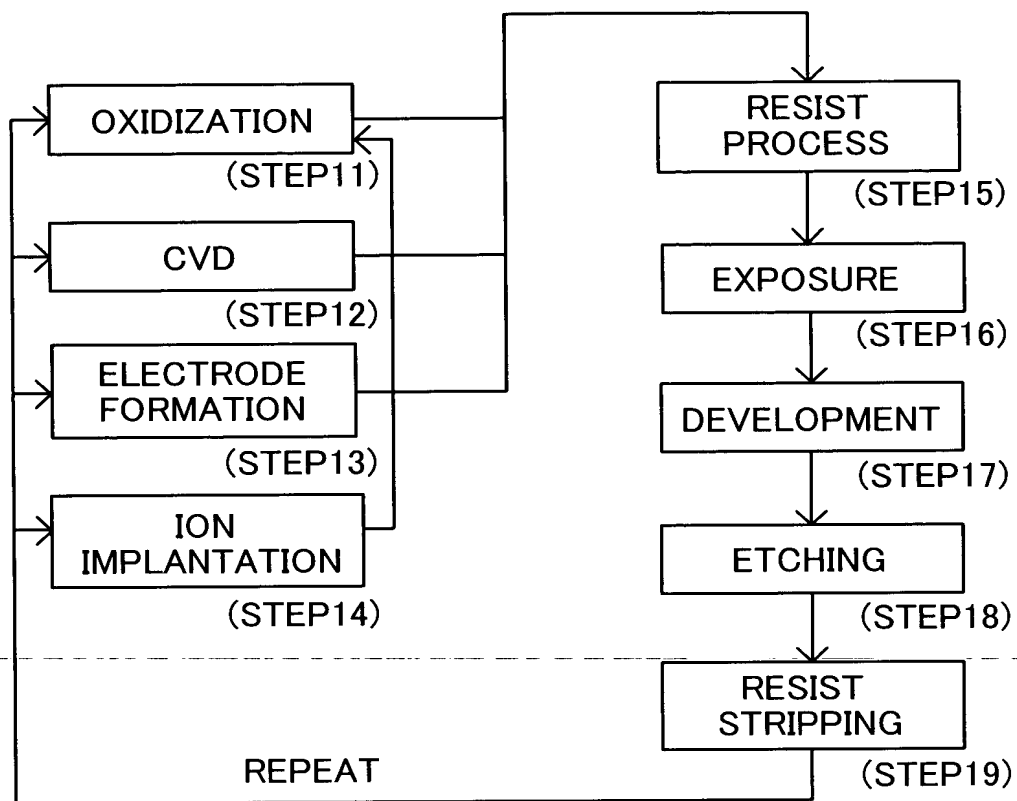 OXIDIZATION
(STEP11)
CVD
(STEP12)
ELECTRODE
FORMATION
(STEP13)
ION
IMPLANTATION
(STEP14)
RESIST
PROCESS
(STEP15)
EXPOSURE
(STEP16)
DEVELOPMENT
(STEP17)
ETCHING
(STEP18)
RESIST
STRIPPING
(STEP19)
REPEAT